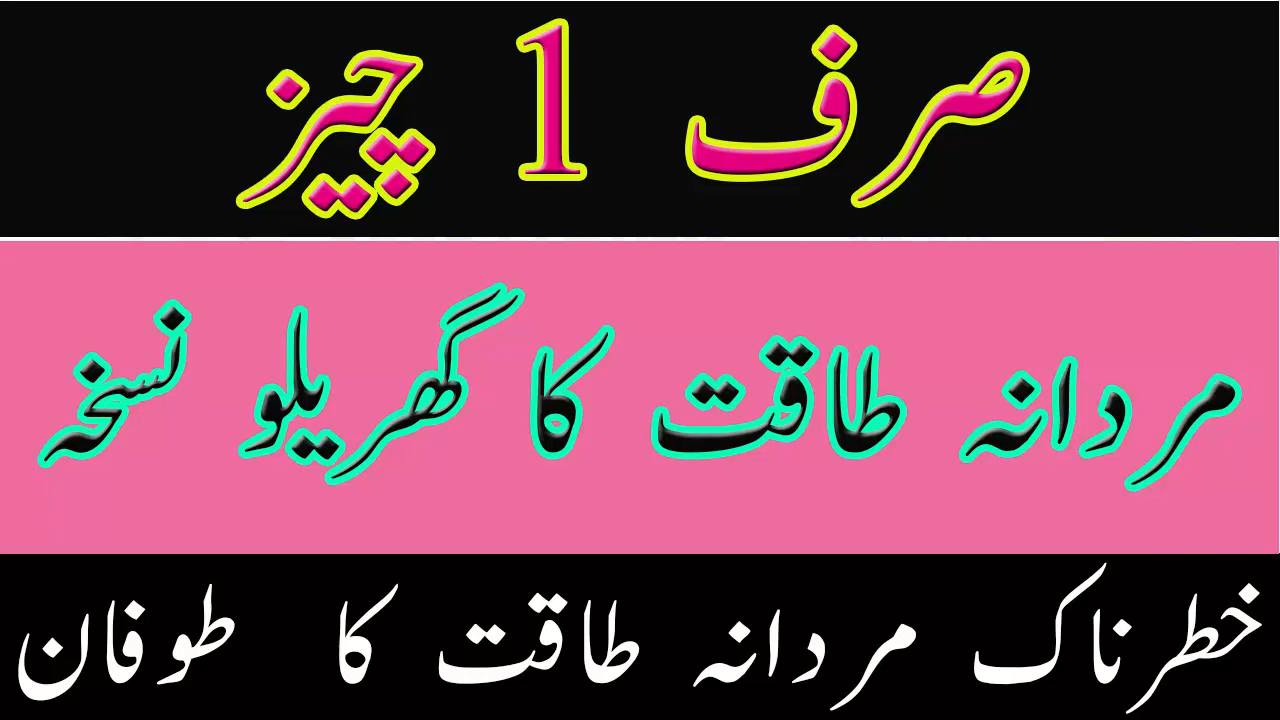 صرف 1 چیز
مردانہ طاقت کا گھریلو نسخہ
خطرناک مردانہ طاقت کا طوفان